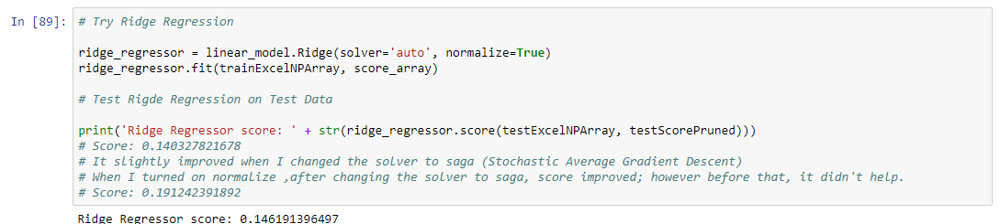 In [89]: # Try Ridge Regression
ridge_regressor = linear_model.Ridge(solver='auto', normalize=True)
ridge_regressor.fit(trainExcelNPArray, score_array)
# Test Rigde Regression on Test Data
print('Ridge Regressor score: ' + str(ridge_regressor.score(testExcelNPArray, testScorePruned)))
# Score: 0.140327821678
# It slightly improved when I changed the solver to saga (Stochastic Average Gradient Descent)
# When I turned on normalize ,after changing the solver to saga, score improved; however before that, it didn't help.
# Score: 0.191242391892
Ridge Regressor score: 0.146191396497